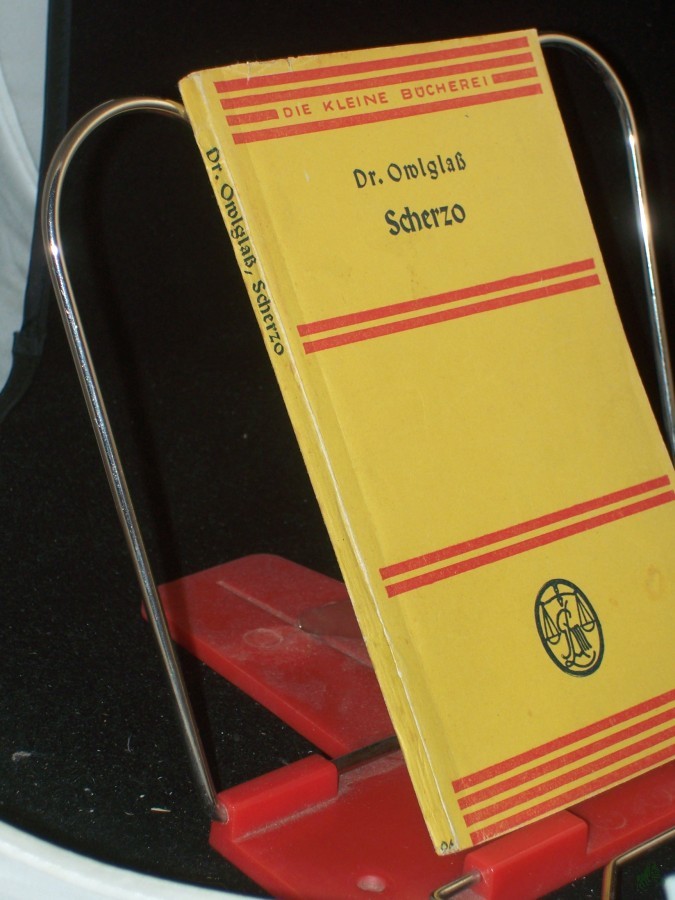 DIE KLEINE BÜCHEREI
Dr. Owlglaß
Scherzo
Dr. Owlglaß, Scherzo